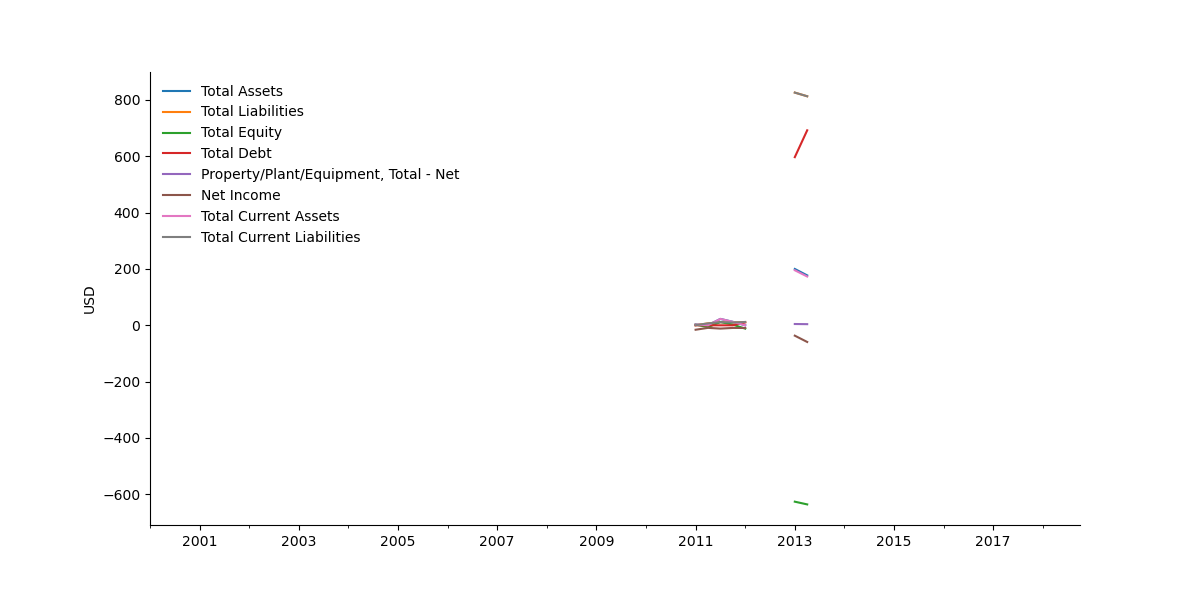 Total Assets
Total Liabilities
Total Equity
Total Debt
Property/Plant/Equipment, Total - Net
Net Income
Total Current Assets
Total Current Liabilities
USD
800
600
400
200
0
−200
−400
−600
2001 2003 2005 2007 2009 2011 2013 2015 2017